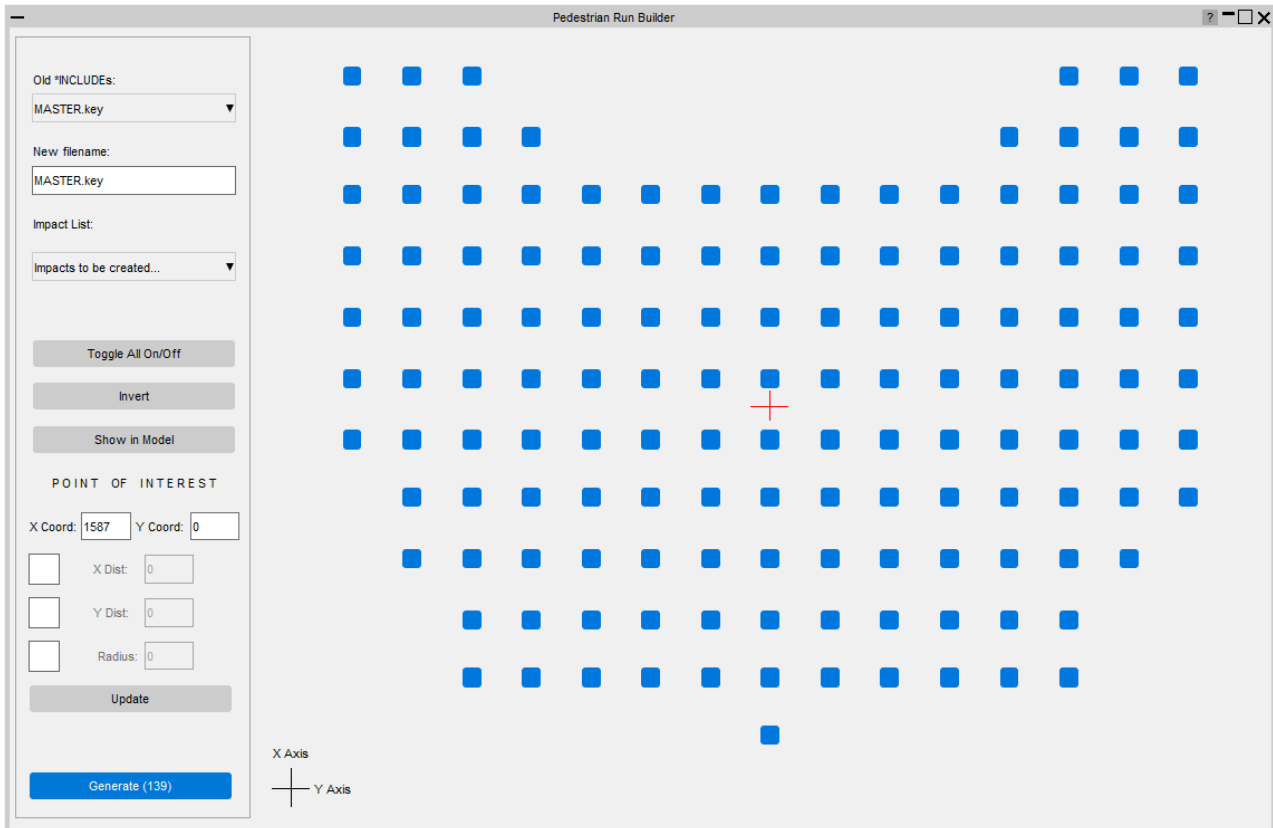 Pedestrian Run Builder
?
Old *INCLUDEs:
MASTER.key
New filename:
MASTER.key
Impact List:
Impacts to be created...
Toggle All On/Off
Invert
Show in Model
POINT OF INTEREST
X Coord: 1587 Y Coord: 0
X Dist: 0
Y Dist: 0
Radius: 0
Update
Generate (139)
X Axis
Y Axis